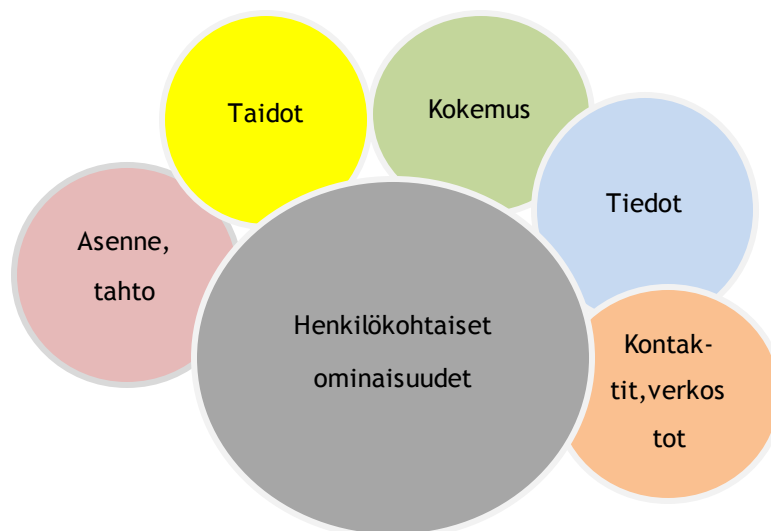 Taidot
Kokemus
Tiedot
Asenne,
tahto
Henkilökohtaiset
ominaisuudet
Kontak-
tit,verkos
tot